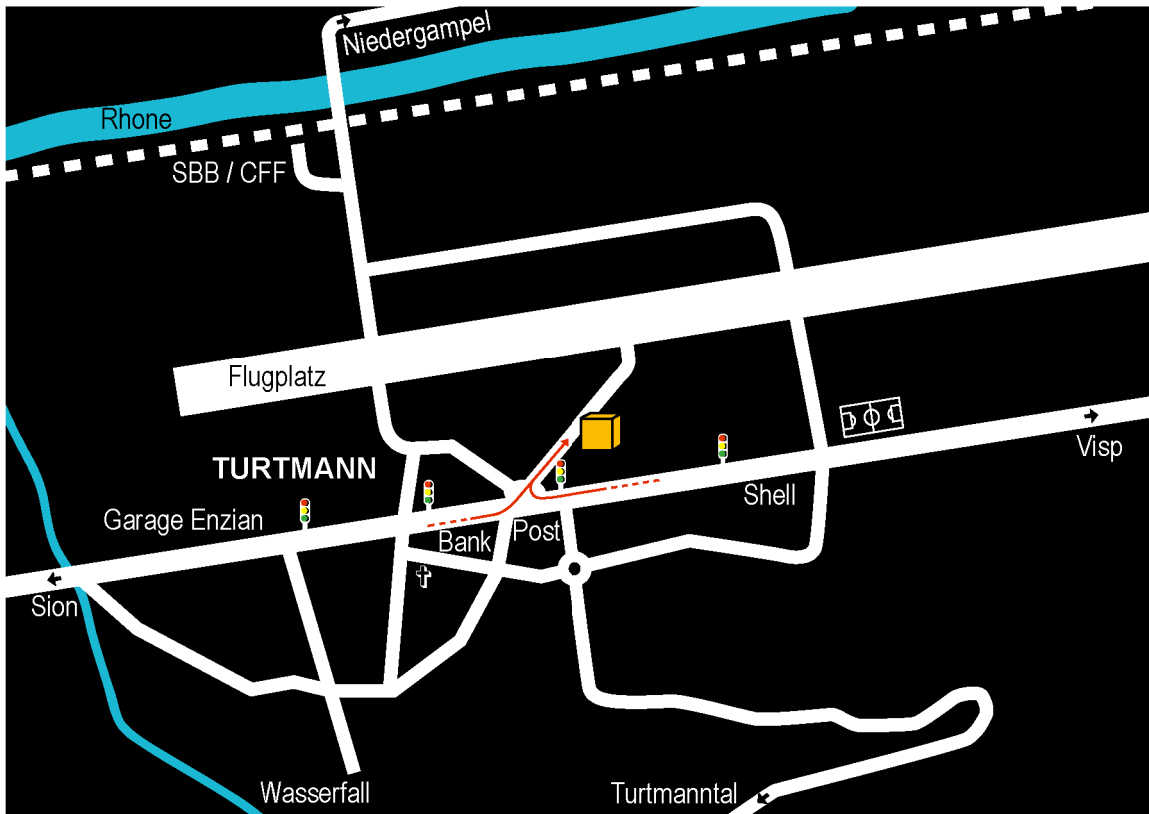 Niedergampel
Rhone
SBB / CFF
Flugplatz
TURTMANN
Visp
Shell
Garage Enzian
Post
Bank
Sion
Wasserfall
Turtmanntal